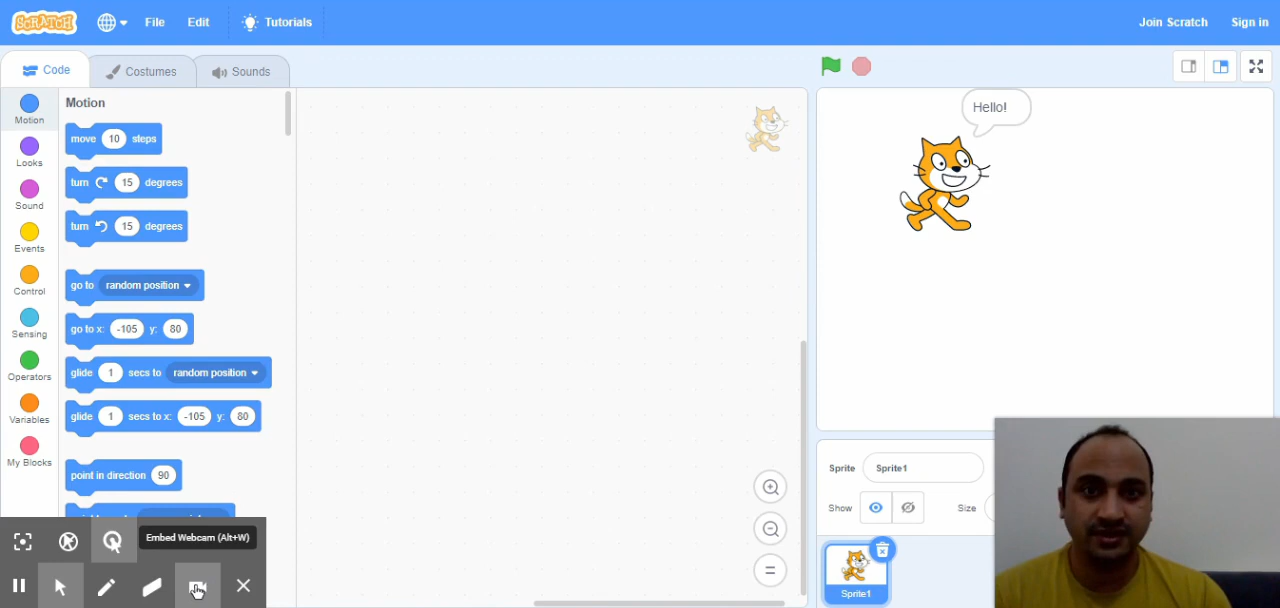 SCRATCH
File
Edit
Tutorials
Join Scratch
Sign in
Code
Costumes
Sounds
Motion
Looks
Sound
Events
Control
Sensing
Operators
Variables
My Blocks
Motion
move 10 steps
turn 15 degrees
turn 15 degrees
go to random position
go to x: -105 y: 80
glide 1 secs to random position
glide 1 secs to x: -105 y: 80
point in direction 90
Hello!
Sprite Sprite1
Show
Size
Sprite1
Embed Webcam (Alt+W)